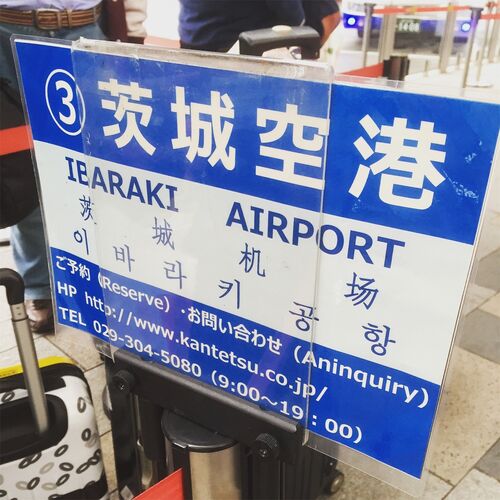 ③ 茨城空港
IBARAKI AIRPORT
茨城机场
이바라키공항
ご予約（Reserve）・お問い合わせ（Aninquiry）
HP http://www.kantetsu.co.jp/
TEL 029-304-5080（9:00～19：00）